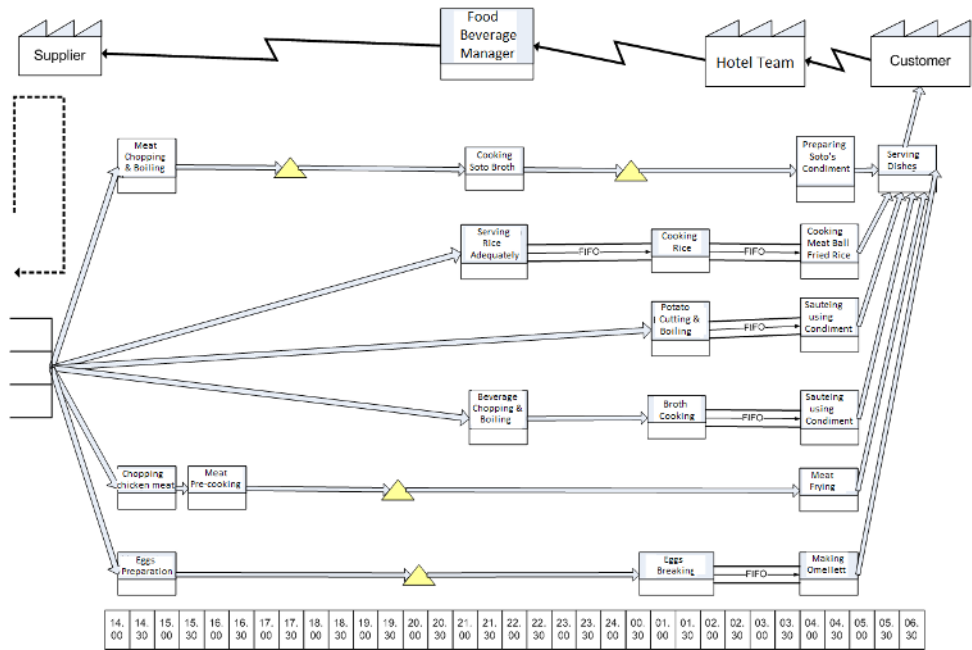 Food
Beverage
Manager
Supplier
Hotel Team
Customer
Meat
Chopping
& Boiling
Cooking
Soto Broth
Preparing
Soto's
Condiment
Serving
Dishes
Serving
Rice
Adequately
FIFO
Cooking
Rice
FIFO
Cooking
Meat Ball
Fried Rice
Potato
Cutting &
Boiling
FIFO
Sauteing
using
Condiment
Beverage
Chopping &
Boiling
Broth
Cooking
FIFO
Sauteing
using
Condiment
Chopping
chicken meat
Meat
Pre-cooking
Meat
Frying
Eggs
Preparation
Eggs
Breaking
FIFO
Making
Omellett
14. 14. 15. 15. 16. 16. 17. 17. 18. 18. 19. 19. 20. 20. 21. 21. 22. 22. 23. 23. 24. 00. 01. 01. 02. 02. 03. 03. 04. 04. 05. 05. 06.
00 30 00 30 00 30 00 30 00 30 00 30 00 30 00 30 00 30 00 30 00 30 00 30 00 30 00 30 00 30 00 30 30